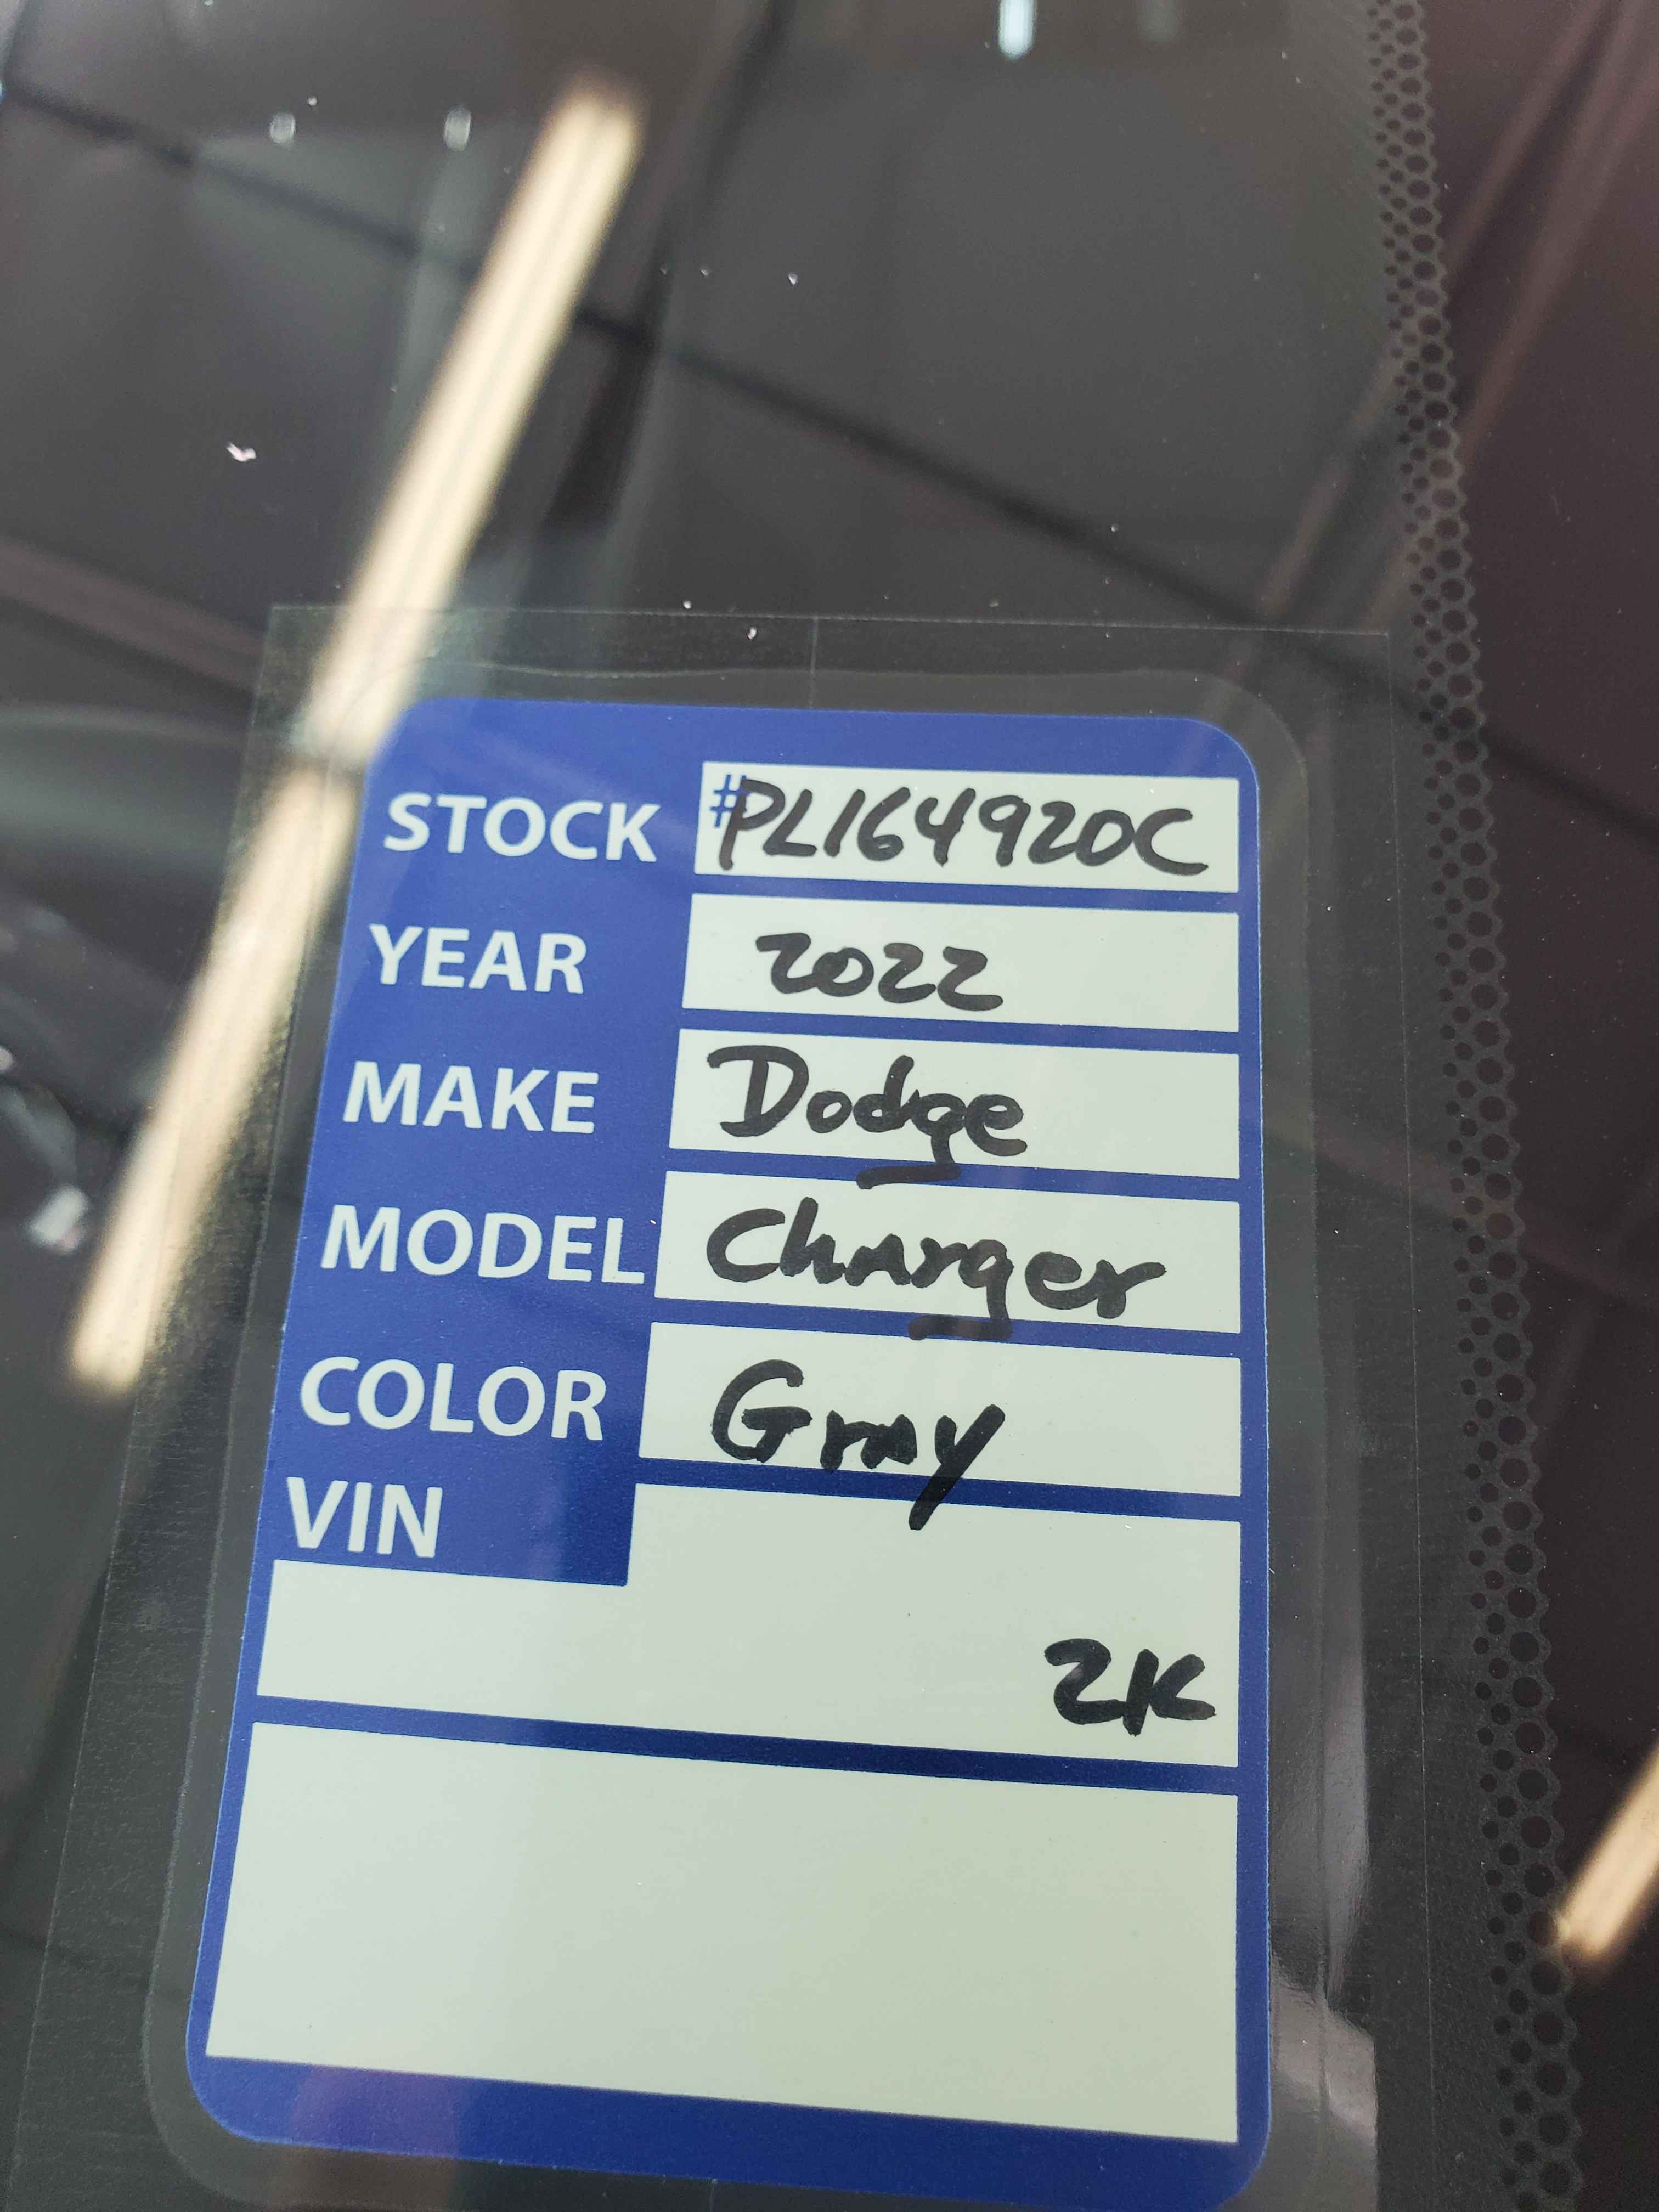 STOCK #PL164920C
YEAR 2022
MAKE Dodge
MODEL Charger
COLOR Gray
VIN
2K